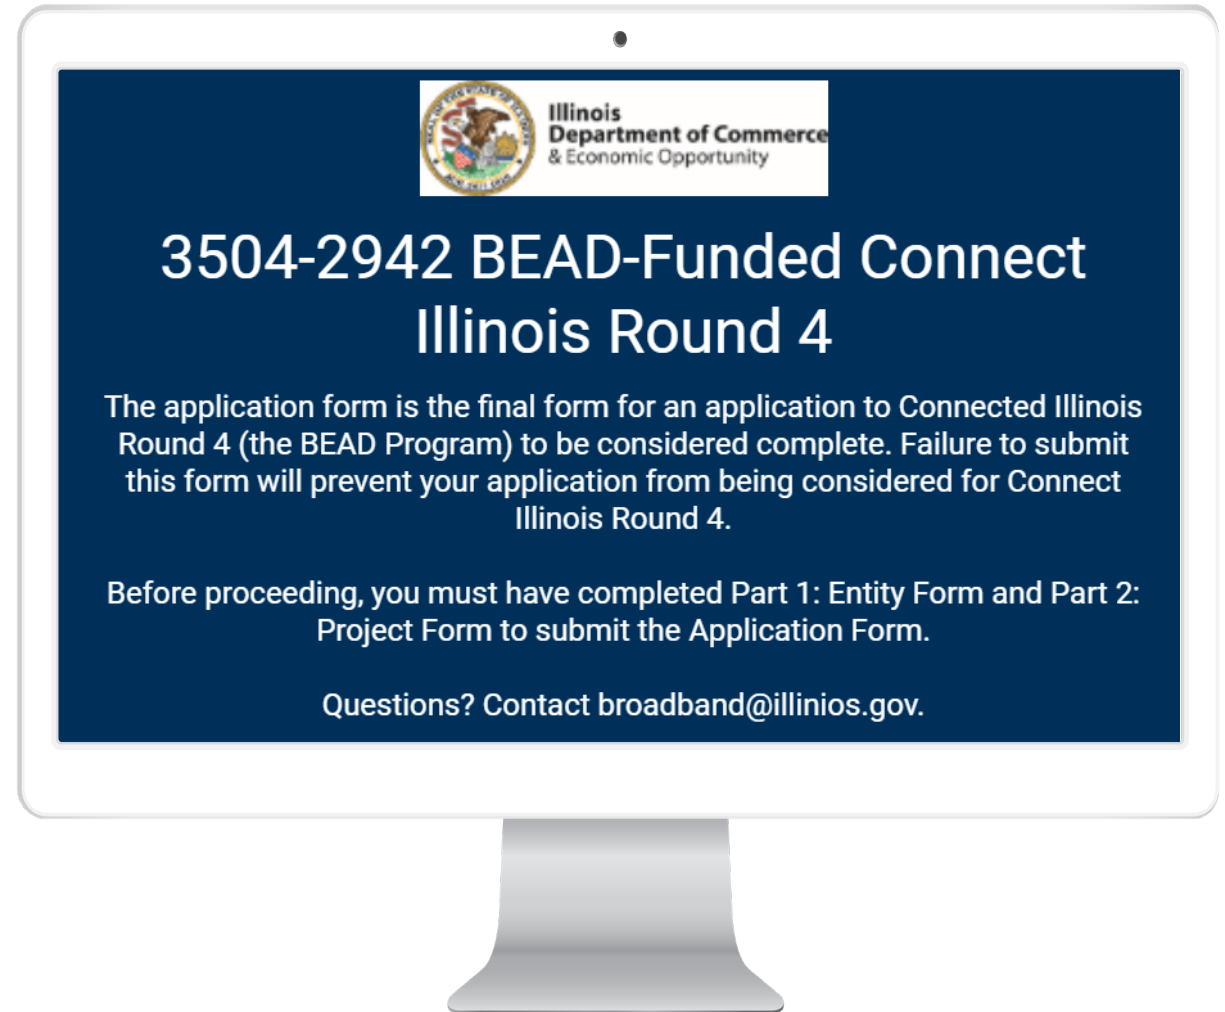 Illinois
Department of Commerce
& Economic Opportunity
3504-2942 BEAD-Funded Connect
Illinois Round 4
The application form is the final form for an application to Connected Illinois
Round 4 (the BEAD Program) to be considered complete. Failure to submit
this form will prevent your application from being considered for Connect
Illinois Round 4.
Before proceeding, you must have completed Part 1: Entity Form and Part 2:
Project Form to submit the Application Form.
Questions? Contact broadband@illinios.gov.